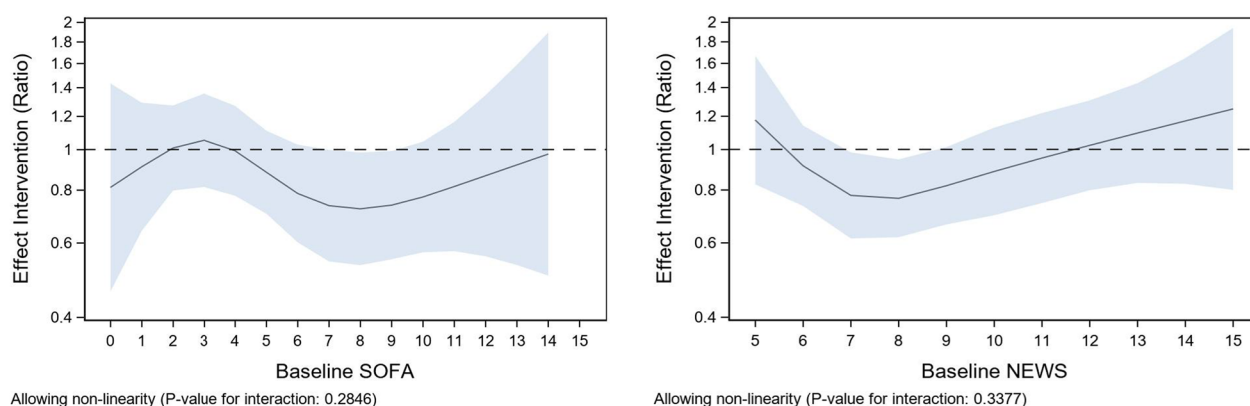 2
1.8
1.6
1.4
1.2
1
0.8
0.6
0.4
Effect Intervention (Ratio)
0 1 2 3 4 5 6 7 8 9 10 11 12 13 14 15
Baseline SOFA
Allowing non-linearity (P-value for interaction: 0.2846)
2
1.8
1.6
1.4
1.2
1
0.8
0.6
0.4
Effect Intervention (Ratio)
5 6 7 8 9 10 11 12 13 14 15
Baseline NEWS
Allowing non-linearity (P-value for interaction: 0.3377)